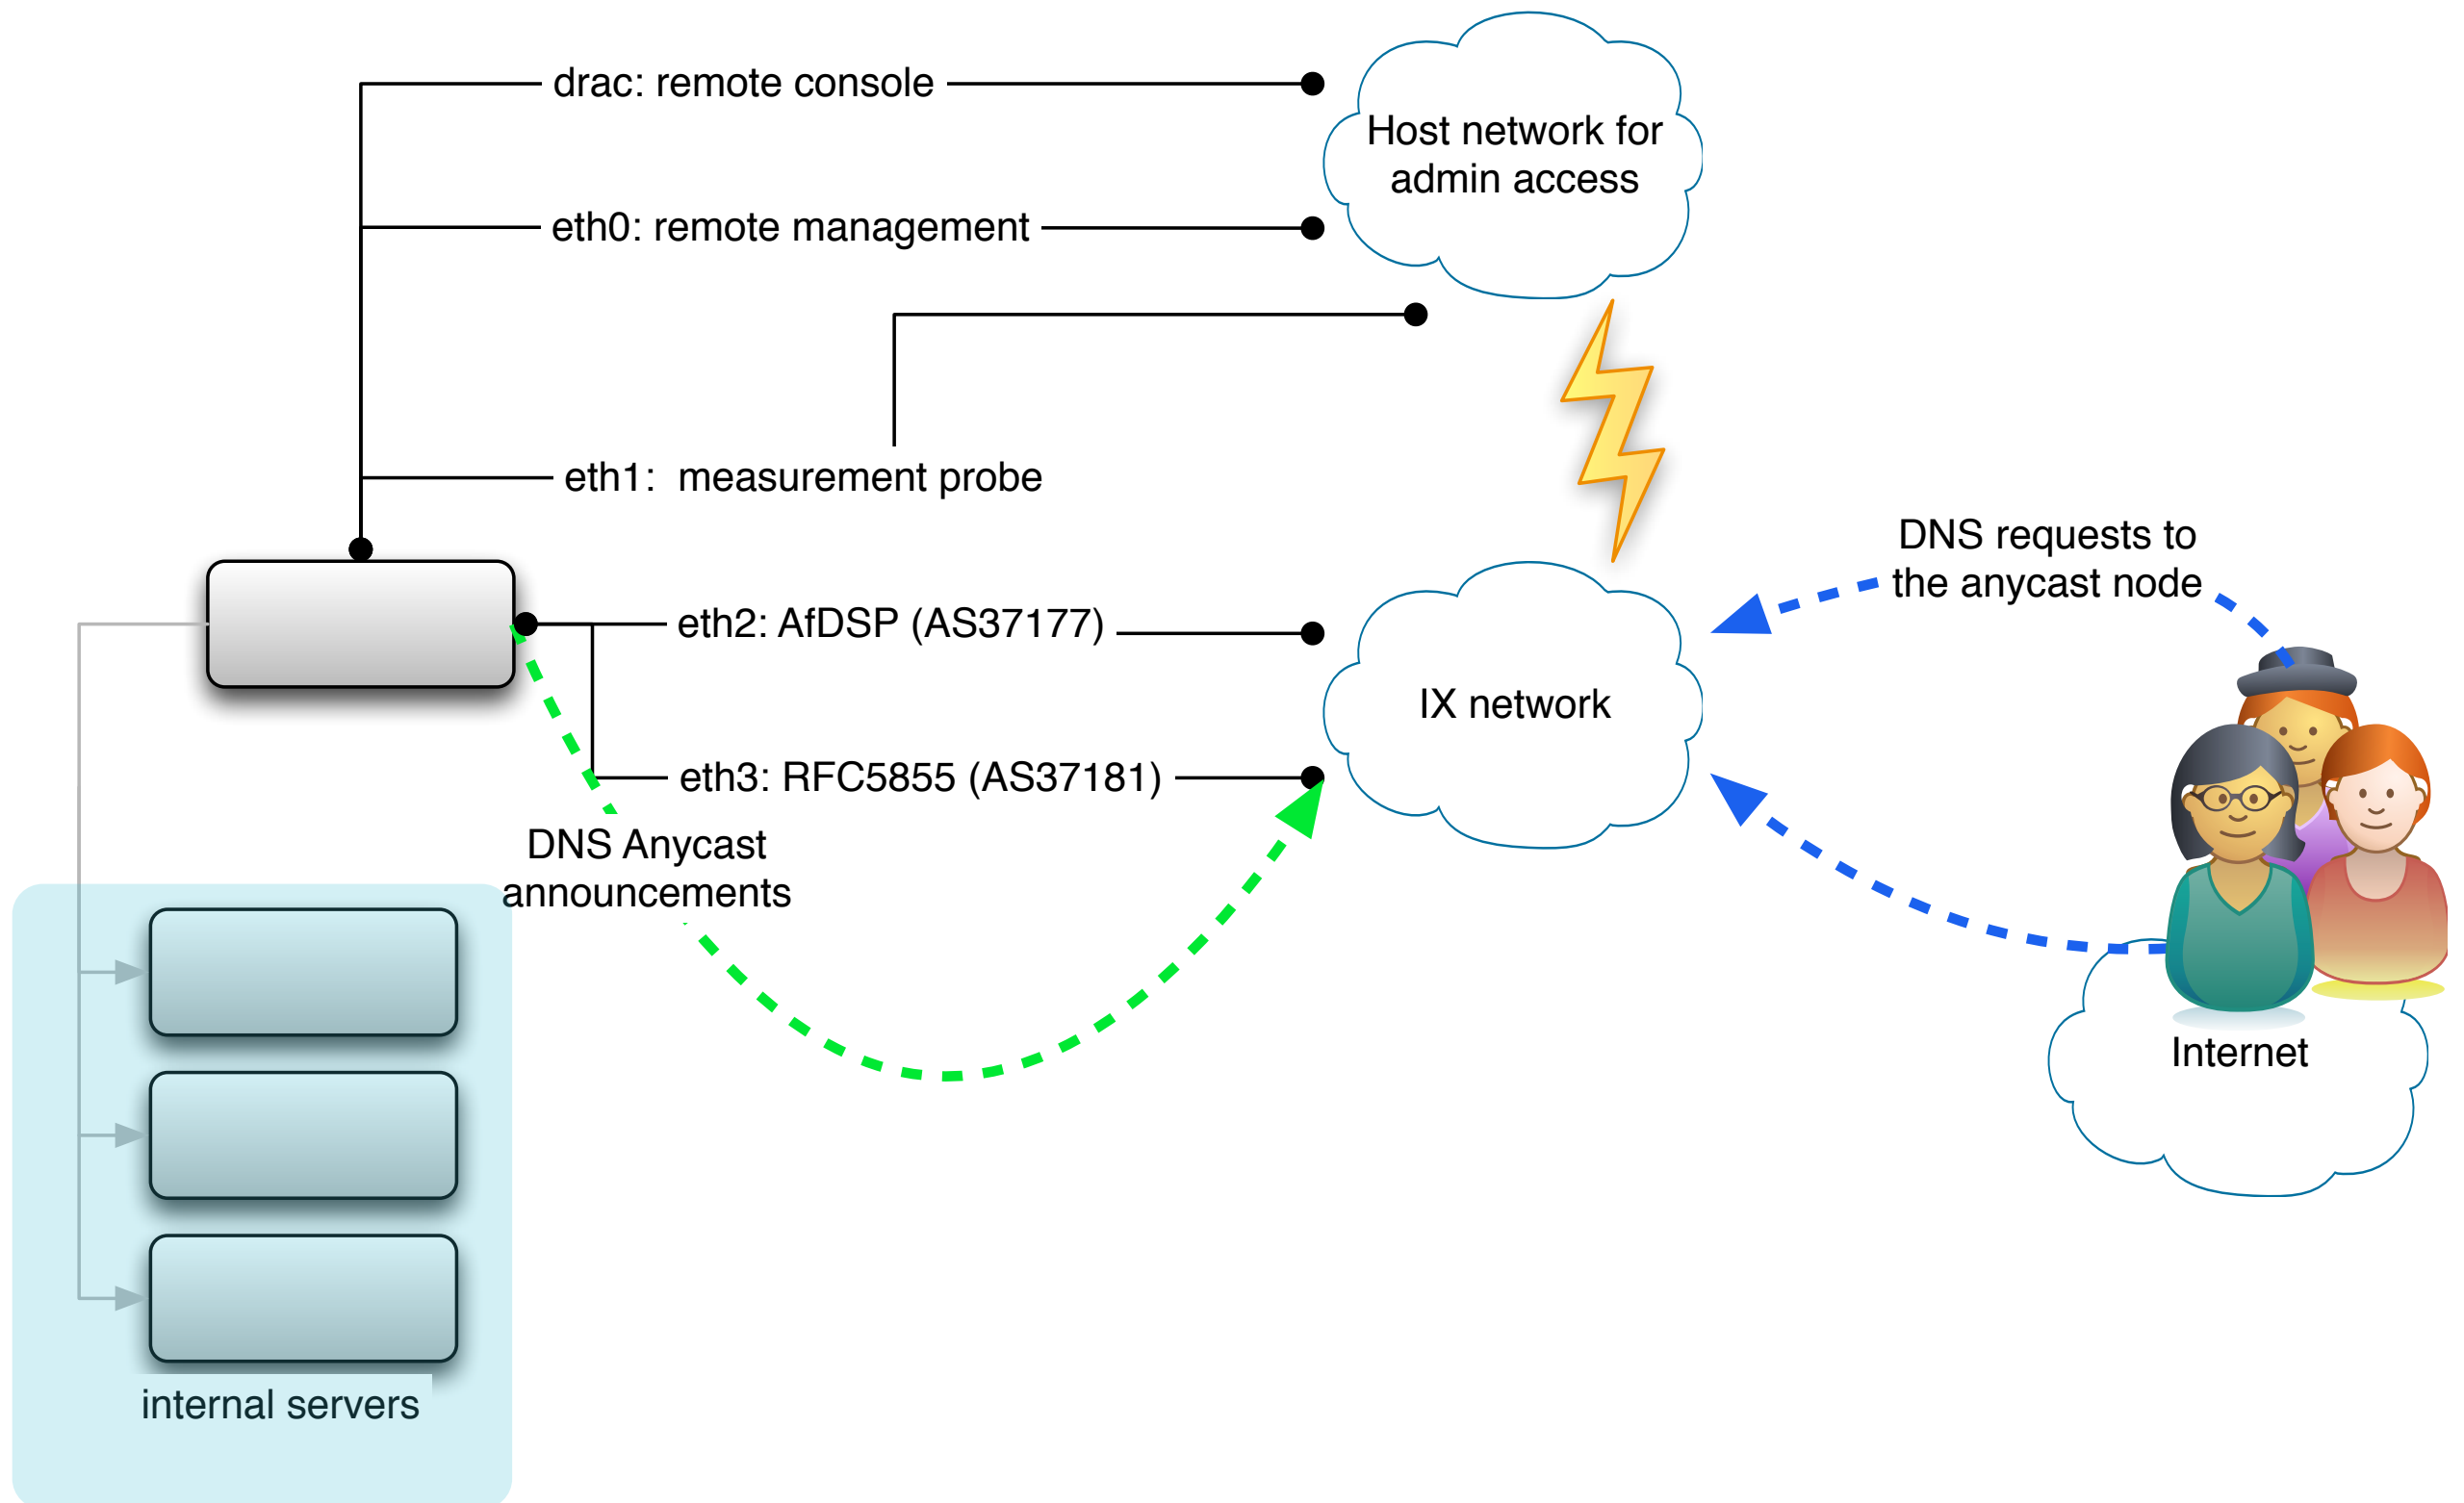 drac: remote console
Host network for
admin access
eth0: remote management
eth1:  measurement probe
DNS requests to
the anycast node
eth2: AfDSP (AS37177)
IX network
eth3: RFC5855 (AS37181)
DNS Anycast
announcements
Internet
internal servers